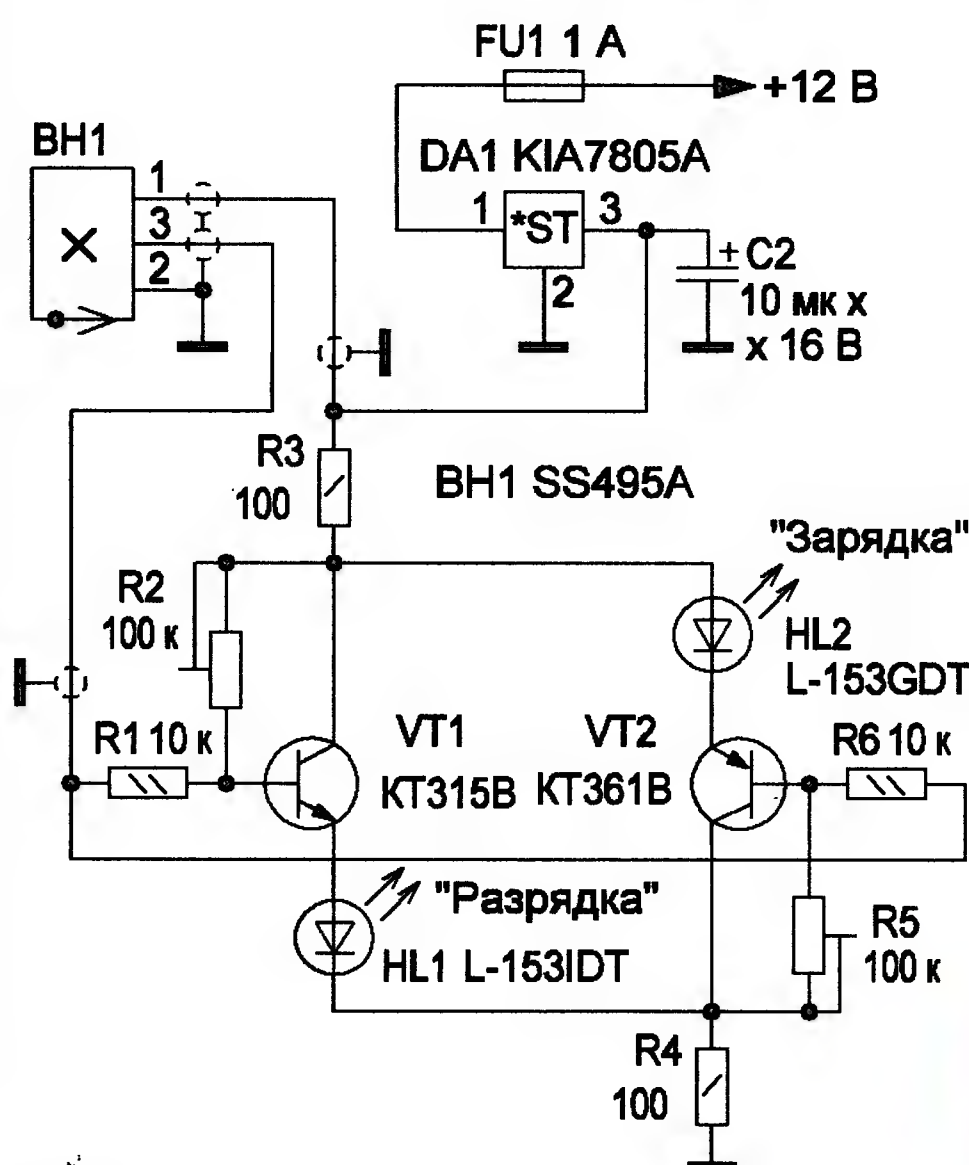 FU1 1 А
+12 В
BH1
DA1 KIA7805A
1
3
2
1
*ST
3
2
+
C2
10 мк х
х 16 В
R3
100
BH1 SS495A
"Зарядка"
HL2
L-153GDT
R2
100 к
R1 10 к
VT1
КТ315В
VT2
КТ361В
R6 10 к
"Разрядка"
HL1 L-153IDT
R5
100 к
R4
100